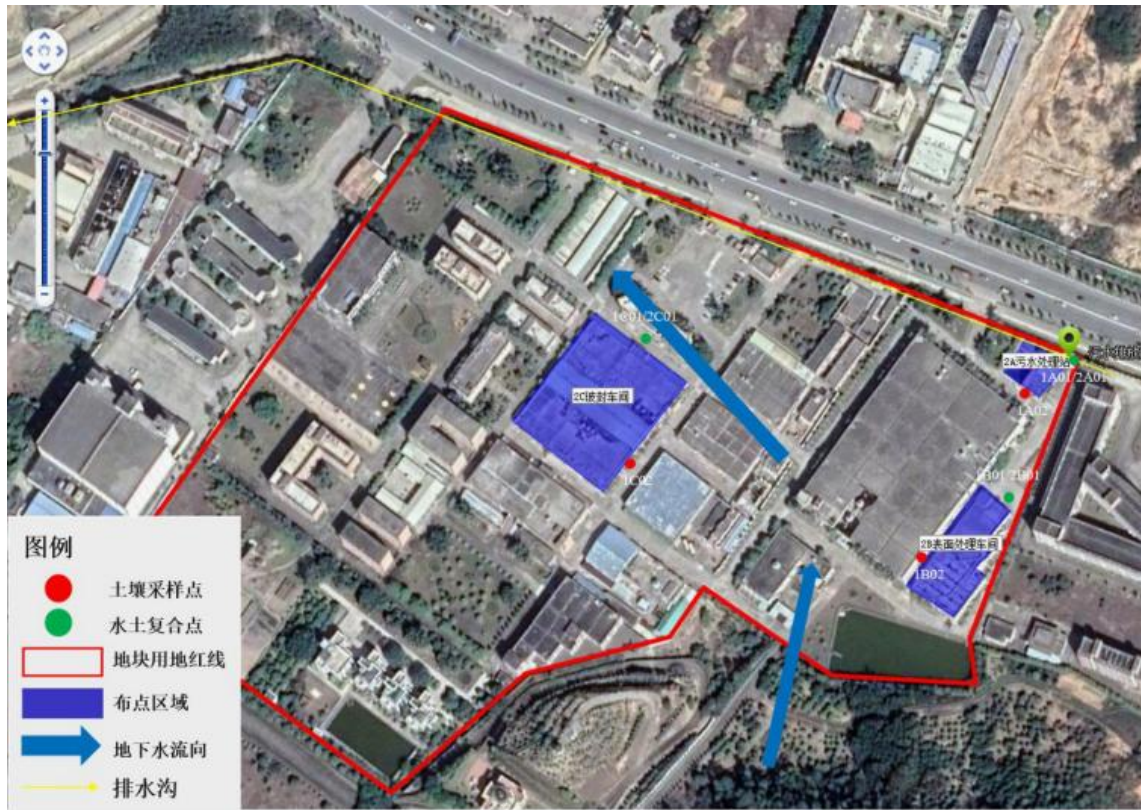 1C01/2C01
2A污水处理站
1A01/2A01
1A02
2C玻封车间
1C02
1B01/2B01
2B表面处理车间
1B02
图例
土壤采样点
水土复合点
地块用地红线
布点区域
地下水流向
排水沟